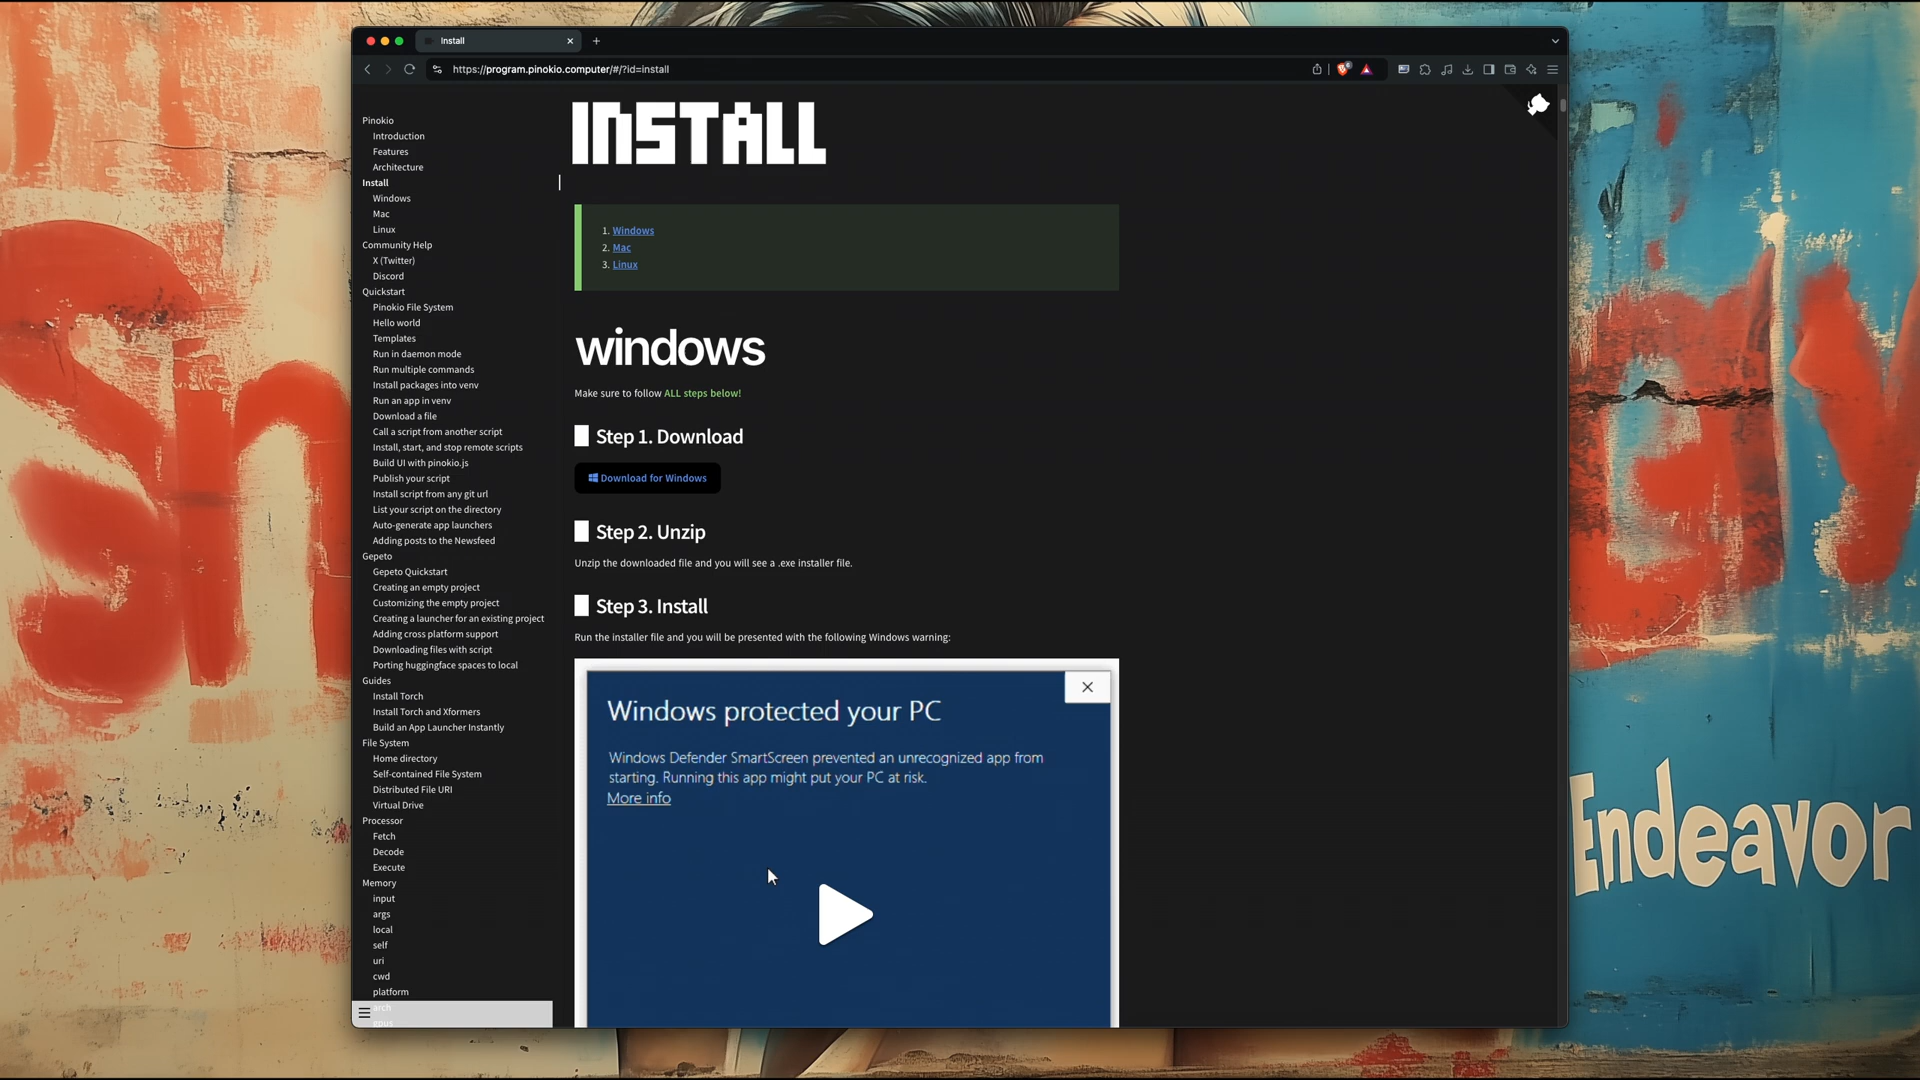 Install
https://program.pinokio.computer/#/?id=install
Pinokio
Introduction
Features
Architecture
Install
Windows
Mac
Linux
Community Help
X (Twitter)
Discord
Quickstart
Pinokio File System
Hello world
Templates
Run in daemon mode
Run multiple commands
Install packages into venv
Run an app in venv
Download a file
Call a script from another script
Install, start, and stop remote scripts
Build UI with pinokio.js
Publish your script
Install script from any git url
List your script on the directory
Auto-generate app launchers
Adding posts to the Newsfeed
Gepeto
Gepeto Quickstart
Creating an empty project
Customizing the empty project
Creating a launcher for an existing project
Adding cross platform support
Downloading files with script
Porting huggingface spaces to local
Guides
Install Torch
Install Torch and Xformers
Build an App Launcher Instantly
File System
Home directory
Self-contained File System
Distributed File URI
Virtual Drive
Processor
Fetch
Decode
Execute
Memory
input
args
local
self
uri
cwd
platform
arch
gpus
INSTALL
1. Windows
2. Mac
3. Linux
windows
Make sure to follow ALL steps below!
Step 1. Download
Download for Windows
Step 2. Unzip
Unzip the downloaded file and you will see a .exe installer file.
Step 3. Install
Run the installer file and you will be presented with the following Windows warning:
Windows protected your PC
Windows Defender SmartScreen prevented an unrecognized app from
starting. Running this app might put your PC at risk.
More info
Endeavor